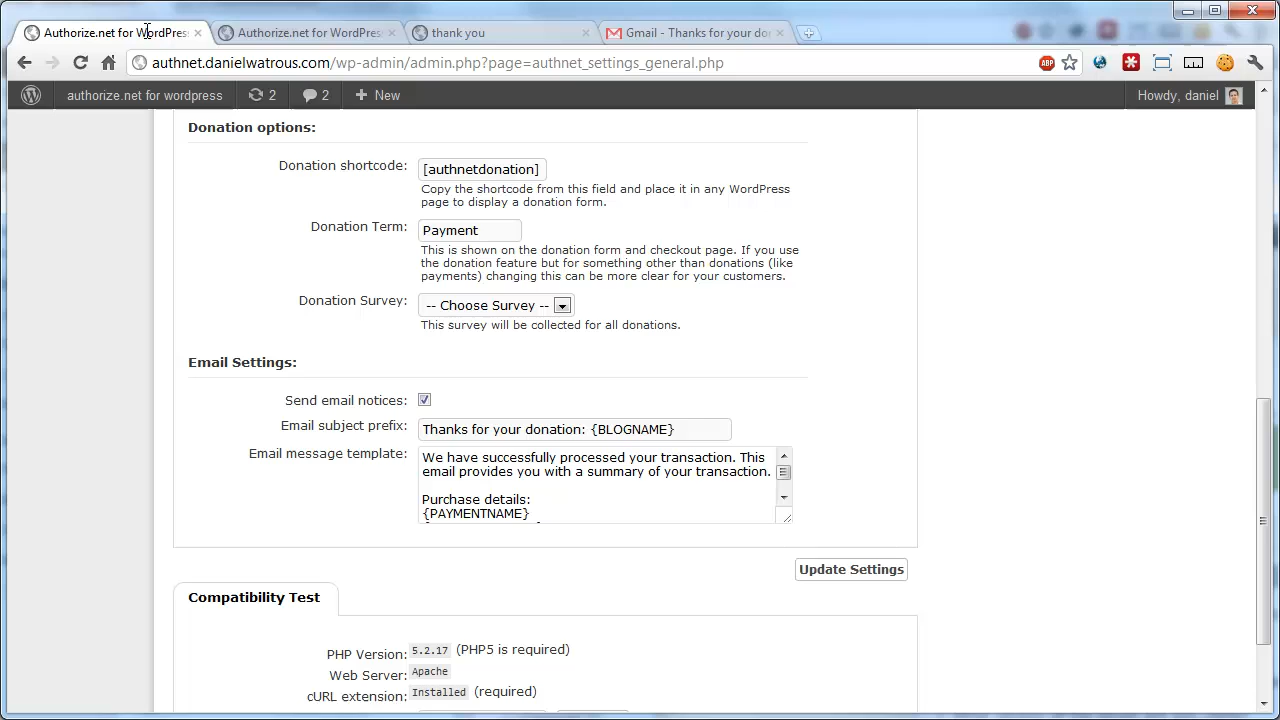 Authorize.net for WordPres
Authorize.net for WordPres
thank you
Gmail - Thanks for your do
authnet.danielwatrous.com/wp-admin/admin.php?page=authnet_settings_general.php
ABP
authorize.net for wordpress
2
2
New
Howdy, daniel
Donation options:
Donation shortcode:
[authnetdonation]
Copy the shortcode from this field and place it in any WordPress
page to display a donation form.
Donation Term:
Payment
This is shown on the donation form and checkout page. If you use
the donation feature but for something other than donations (like
payments) changing this can be more clear for your customers.
Donation Survey:
-- Choose Survey --
This survey will be collected for all donations.
Email Settings:
Send email notices:
Email subject prefix:
Thanks for your donation: {BLOGNAME}
Email message template:
We have successfully processed your transaction. This
email provides you with a summary of your transaction.
Purchase details:
{PAYMENTNAME}
Update Settings
Compatibility Test
PHP Version: 5.2.17 (PHP5 is required)
Web Server: Apache
cURL extension: Installed (required)